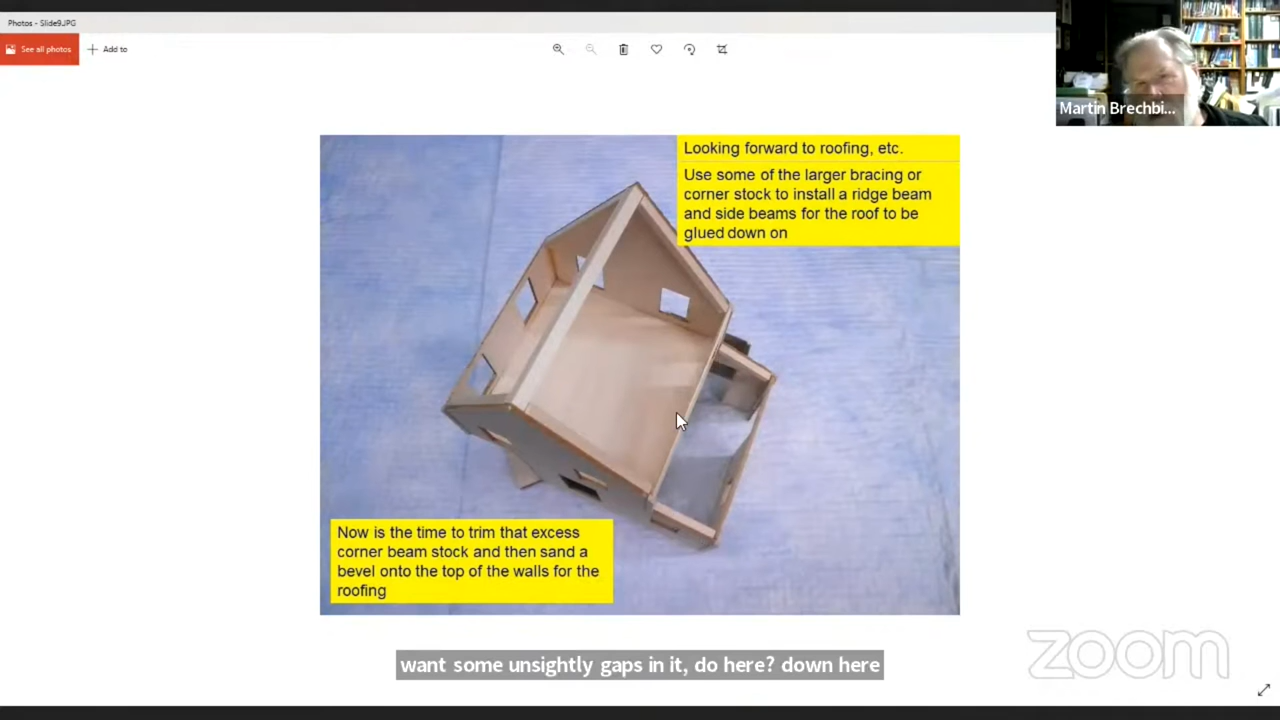 Photos - Slide9.JPG
See all photos
Add to
Martin Brechbi...
Looking forward to roofing, etc.
Use some of the larger bracing or
corner stock to install a ridge beam
and side beams for the roof to be
glued down on
Now is the time to trim that excess
corner beam stock and then sand a
bevel onto the top of the walls for the
roofing
want some unsightly gaps in it, do here? down here
zoom